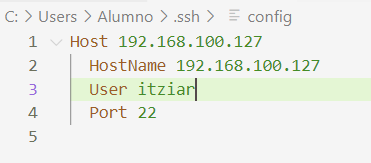 C: > Users > Alumno > .ssh > config
1 Host 192.168.100.127
2 HostName 192.168.100.127
3 User itziar
4 Port 22
5